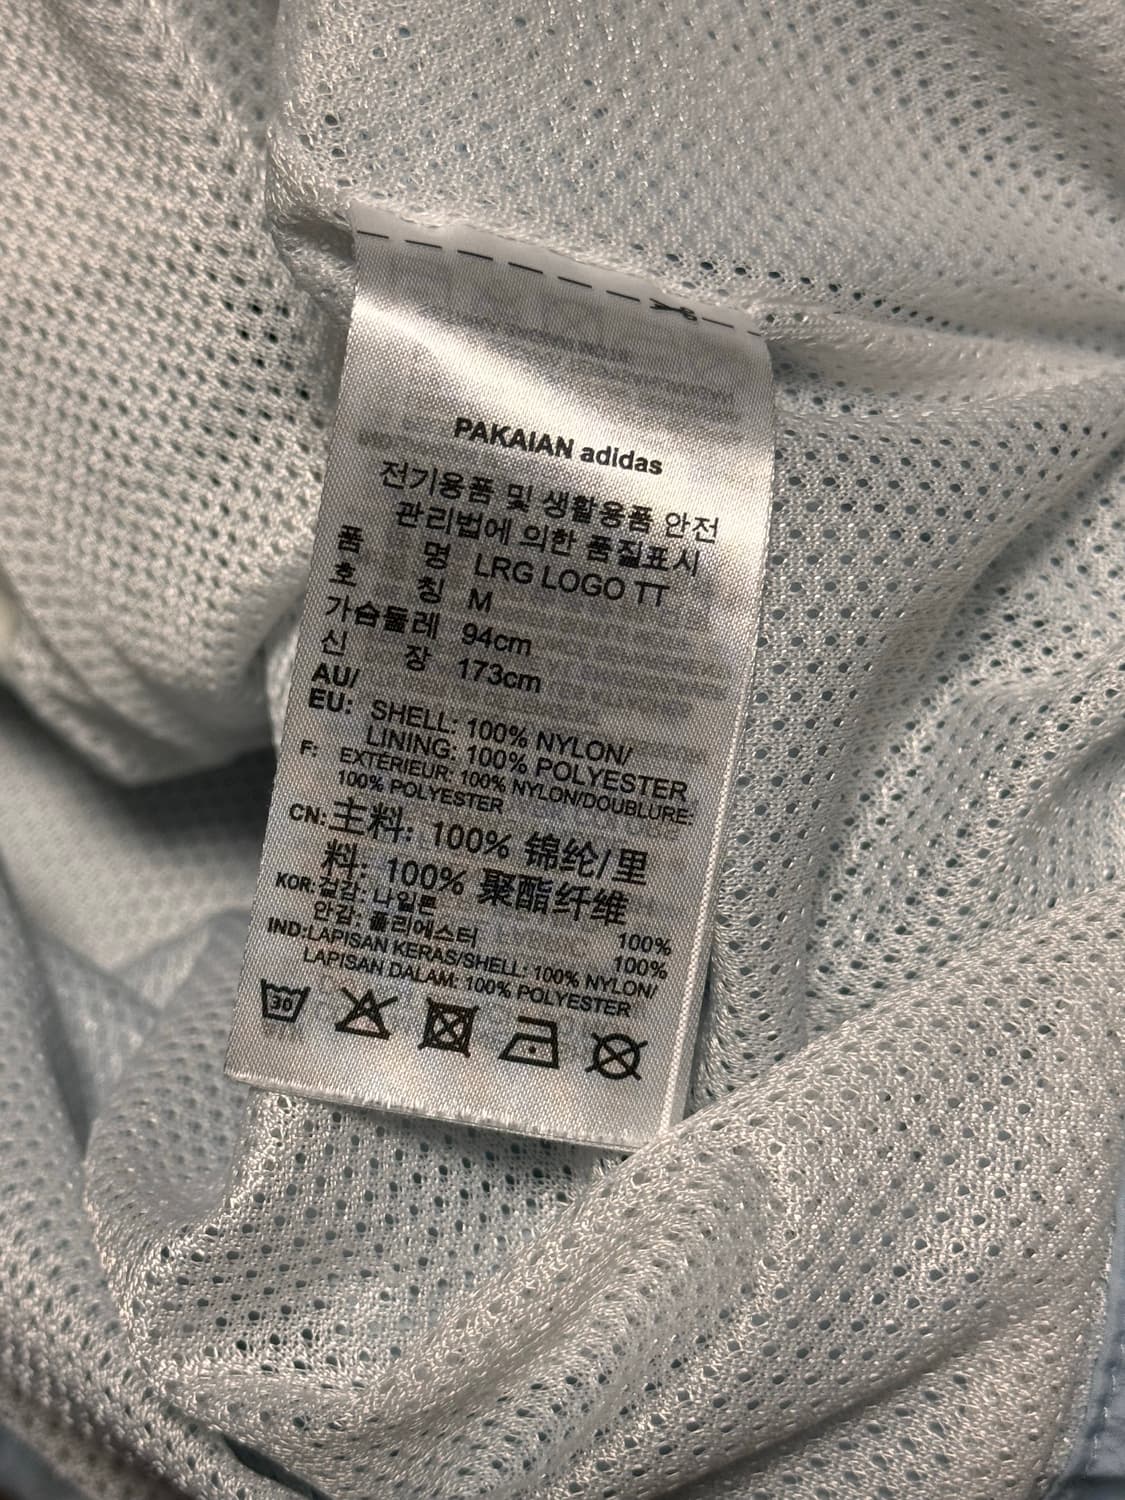 PAKAIAN adidas
전기용품 및 생활용품 안전
관리법에 의한 품질표시
품 명 LRG LOGO TT
호 칭 M
가슴둘레 94cm
신 장 173cm
AU/
EU: SHELL: 100% NYLON/
LINING: 100% POLYESTER
F: EXTÉRIEUR: 100% NYLON/DOUBLURE:
100% POLYESTER
CN: 主料: 100% 锦纶/里
料: 100% 聚酯纤维
KOR: 겉감: 나일론 100%
안감: 폴리에스터 100%
IND: LAPISAN KERAS/SHELL: 100% NYLON/
LAPISAN DALAM: 100% POLYESTER
30